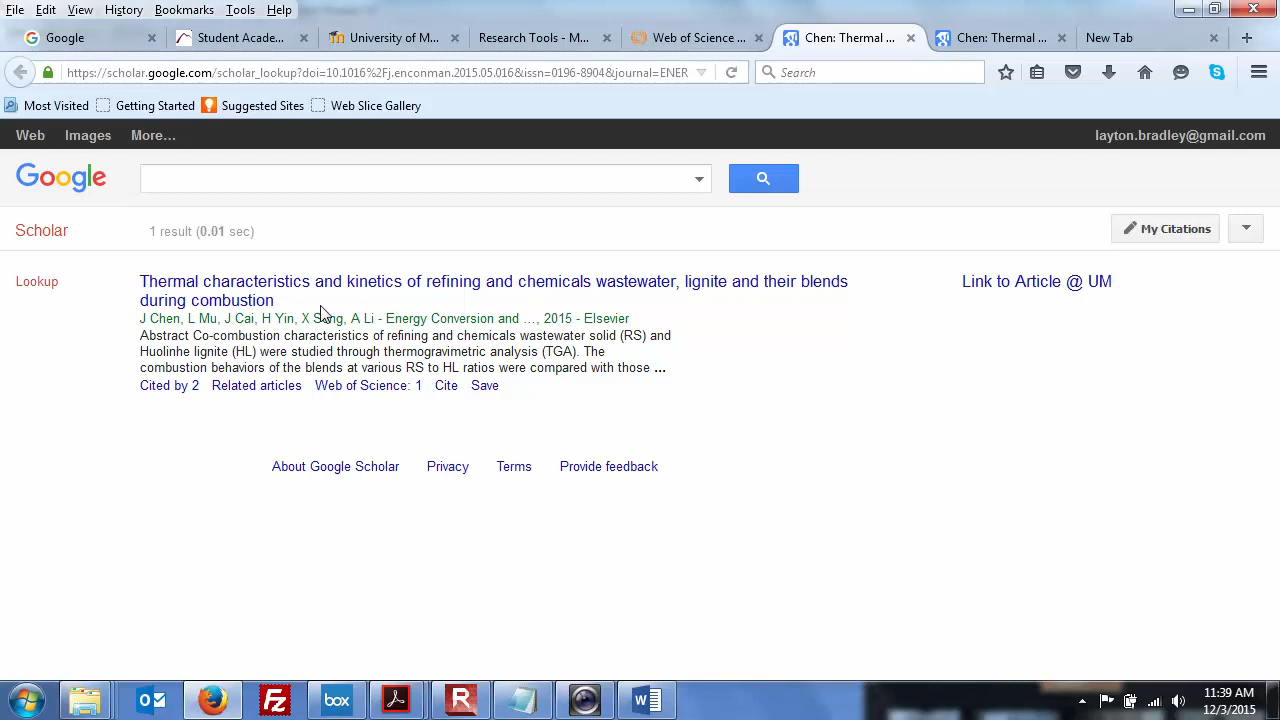 File Edit View History Bookmarks Tools Help
Google Student Acade... University of M... Research Tools - M... Web of Science ... Chen: Thermal ... Chen: Thermal ... New Tab
https://scholar.google.com/scholar_lookup?doi=10.1016%2Fj.enconman.2015.05.016&issn=0196-8904&journal=ENER Search
Most Visited Getting Started Suggested Sites Web Slice Gallery
Web Images More... layton.bradley@gmail.com
Google
Scholar 1 result (0.01 sec) My Citations
Lookup Thermal characteristics and kinetics of refining and chemicals wastewater, lignite and their blends Link to Article @ UM
during combustion
J Chen, L Mu, J Cai, H Yin, X Song, A Li - Energy Conversion and ..., 2015 - Elsevier
Abstract Co-combustion characteristics of refining and chemicals wastewater solid (RS) and
Huolinhe lignite (HL) were studied through thermogravimetric analysis (TGA). The
combustion behaviors of the blends at various RS to HL ratios were compared with those ...
Cited by 2 Related articles Web of Science: 1 Cite Save
About Google Scholar Privacy Terms Provide feedback
box
11:39 AM
12/3/2015